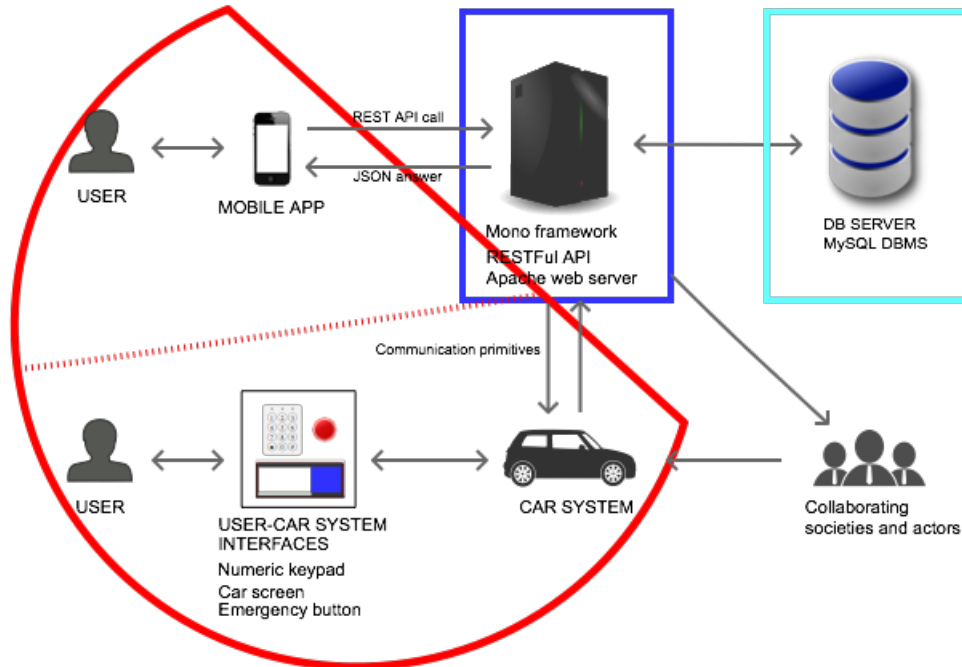 REST API call
JSON answer
USER
MOBILE APP
Mono framework
RESTFul API
Apache web server
DB SERVER
MySQL DBMS
Communication primitives
USER
USER-CAR SYSTEM
INTERFACES
Numeric keypad
Car screen
Emergency button
CAR SYSTEM
Collaborating
societies and actors